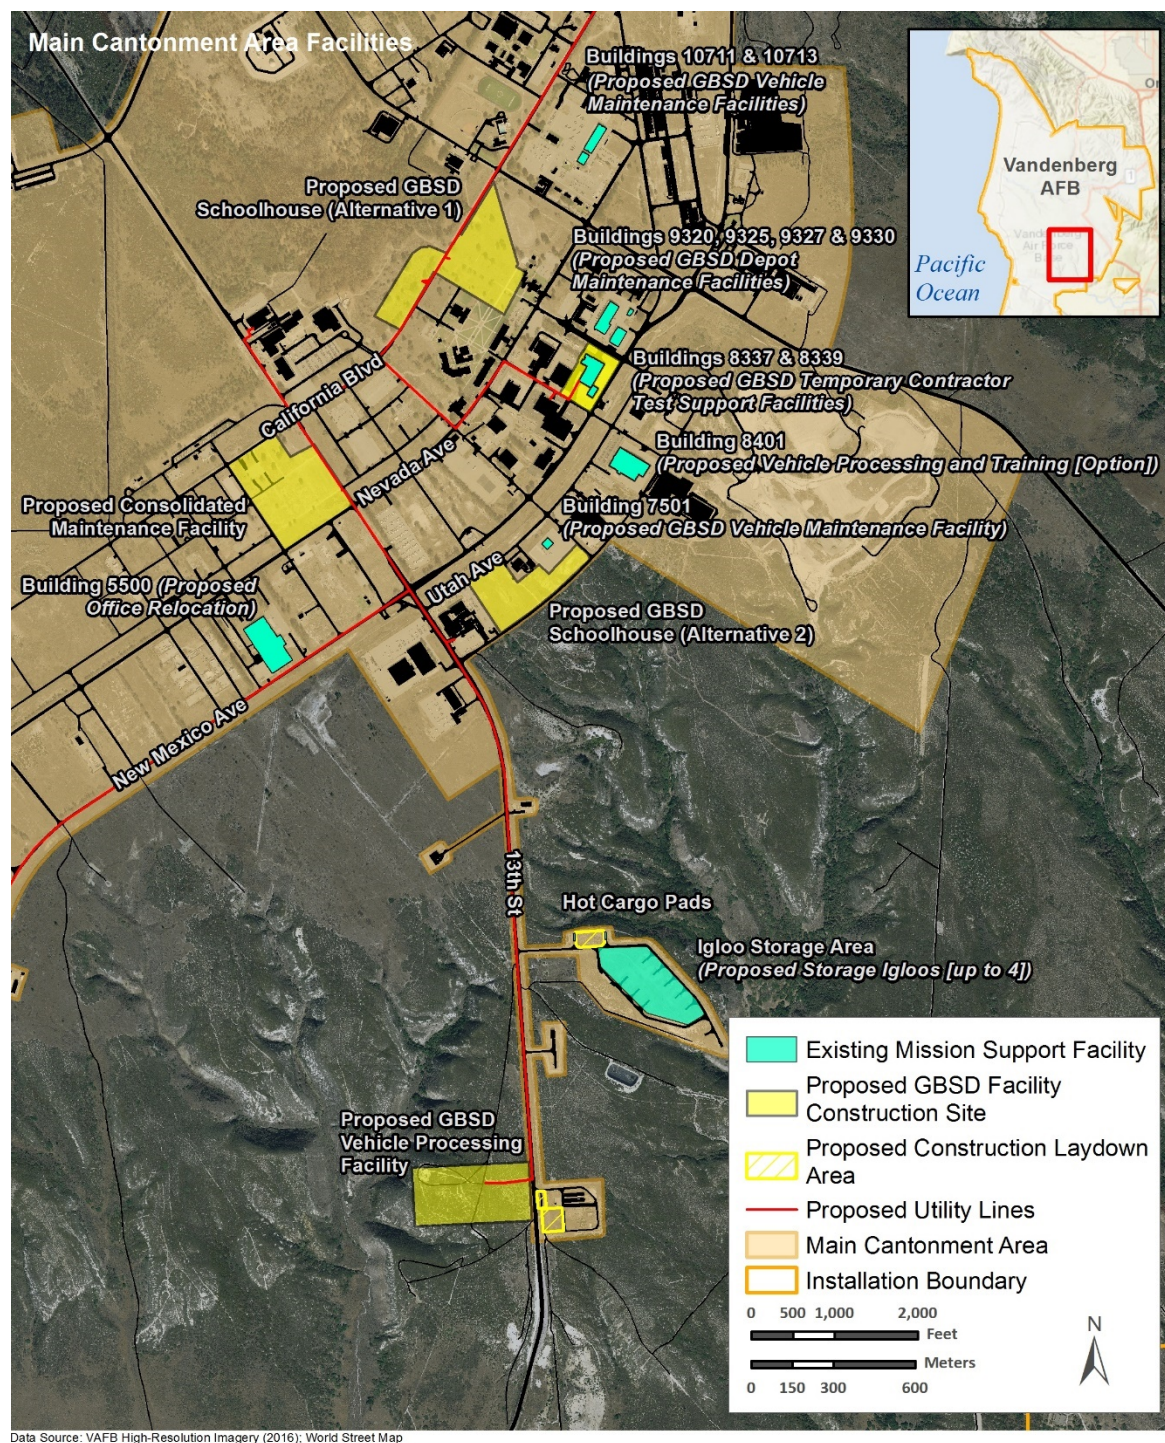 Main Cantonment Area Facilities
Buildings 10711 & 10713
(Proposed GBSD Vehicle
Maintenance Facilities)
Vandenberg
AFB
Pacific
Ocean
Proposed GBSD
Schoolhouse (Alternative 1)
Buildings 9320, 9325, 9327 & 9330
(Proposed GBSD Depot
Maintenance Facilities)
Buildings 8337 & 8339
(Proposed GBSD Temporary Contractor
Test Support Facilities)
California Blvd
Building 8401
(Proposed Vehicle Processing and Training [Option])
Nevada Ave
Proposed Consolidated
Maintenance Facility
Building 7501
(Proposed GBSD Vehicle Maintenance Facility)
Utah Ave
Building 5500 (Proposed
Office Relocation)
Proposed GBSD
Schoolhouse (Alternative 2)
New Mexico Ave
13th St
Hot Cargo Pads
Igloo Storage Area
(Proposed Storage Igloos [up to 4])
Proposed GBSD
Vehicle Processing
Facility
Existing Mission Support Facility
Proposed GBSD Facility
Construction Site
Proposed Construction Laydown
Area
Proposed Utility Lines
Main Cantonment Area
Installation Boundary
0 500 1,000 2,000
Feet
Meters
0 150 300 600
N
Data Source: VAFB High-Resolution Imagery (2016); World Street Map